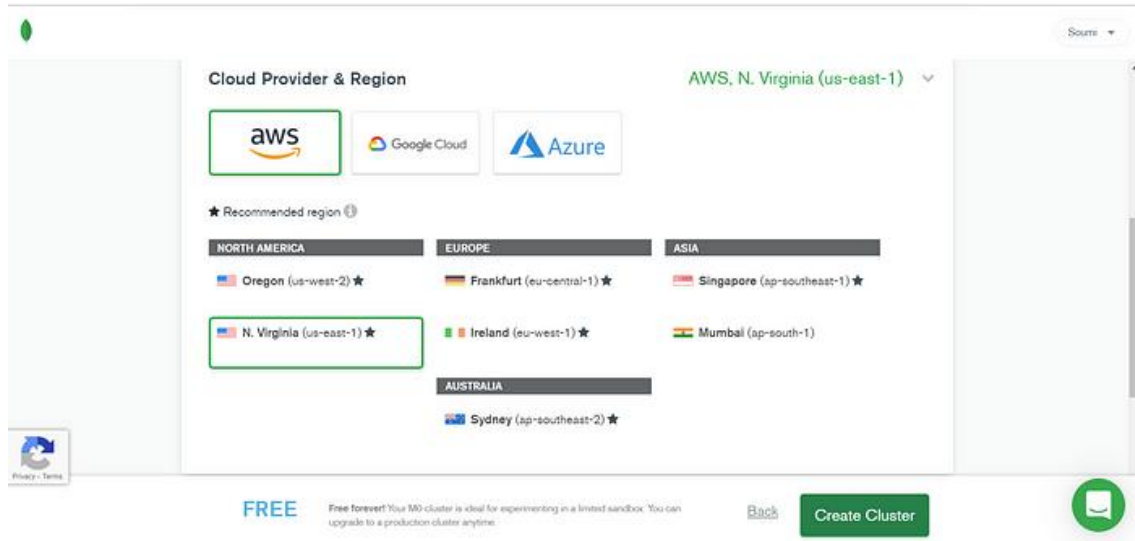 Soumi
Cloud Provider & Region
AWS, N. Virginia (us-east-1)
aws
Google Cloud
Azure
★ Recommended region
NORTH AMERICA
EUROPE
ASIA
Oregon (us-west-2) ★
Frankfurt (eu-central-1) ★
Singapore (ap-southeast-1) ★
N. Virginia (us-east-1) ★
Ireland (eu-west-1) ★
Mumbai (ap-south-1)
AUSTRALIA
Sydney (ap-southeast-2) ★
Privacy - Terms
FREE
Free forever! Your M0 cluster is ideal for experimenting in a limited sandbox. You can
upgrade to a production cluster anytime.
Back
Create Cluster